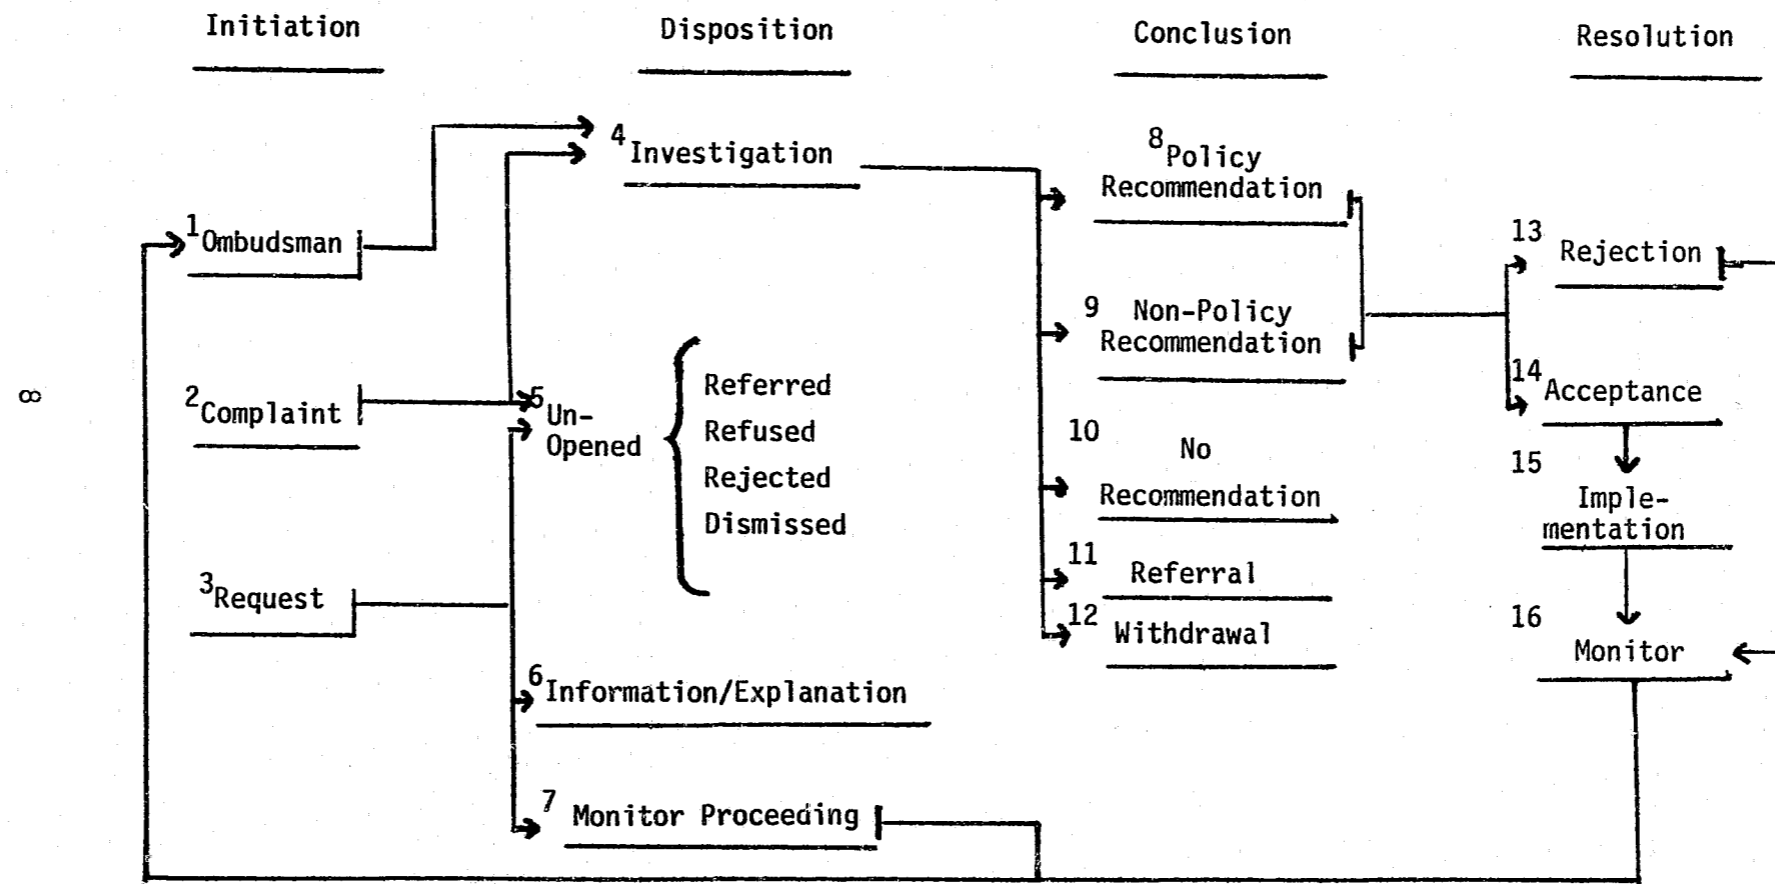 Initiation
Disposition
Conclusion
Resolution
1 Ombudsman
2 Complaint
3 Request
4 Investigation
5 Un-
Opened
Referred
Refused
Rejected
Dismissed
6 Information/Explanation
7 Monitor Proceeding
8 Policy
Recommendation
9 Non-Policy
Recommendation
10 No
Recommendation
11 Referral
12 Withdrawal
13 Rejection
14 Acceptance
15 Imple-
mentation
16 Monitor
8